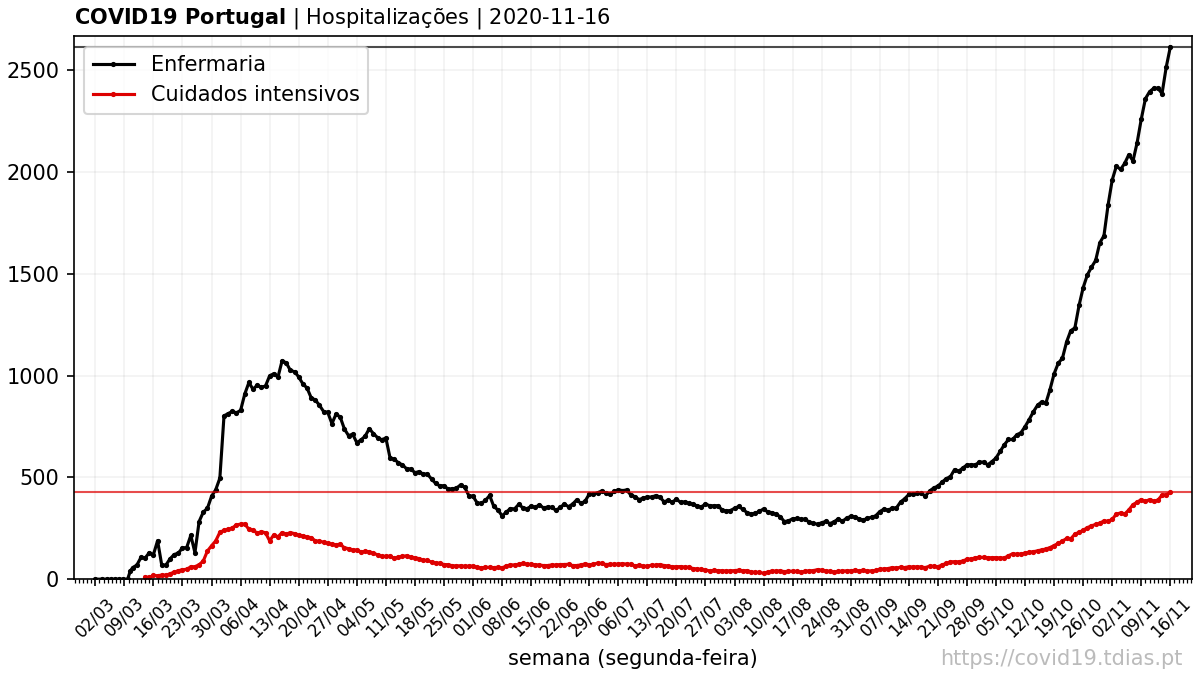 COVID19 Portugal | Hospitalizações | 2020-11-16
Enfermaria
Cuidados intensivos
2500
2000
1500
1000
500
0
02/03 09/03 16/03 23/03 30/03 06/04 13/04 20/04 27/04 04/05 11/05 18/05 25/05 01/06 08/06 15/06 22/06 29/06 06/07 13/07 20/07 27/07 03/08 10/08 17/08 24/08 31/08 07/09 14/09 21/09 28/09 05/10 12/10 19/10 26/10 02/11 09/11 16/11
semana (segunda-feira)
https://covid19.tdias.pt